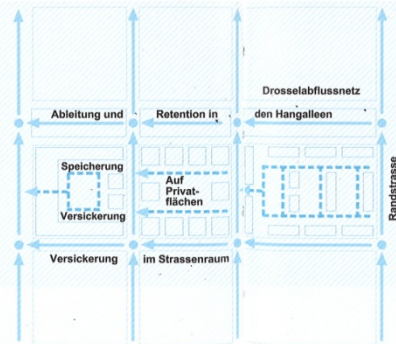 Drosselabflussnetz
Ableitung und Retention in den Hangalleen
Speicherung
Auf
Privat-
flächen
Versickerung
Randstrasse
Versickerung im Strassenraum